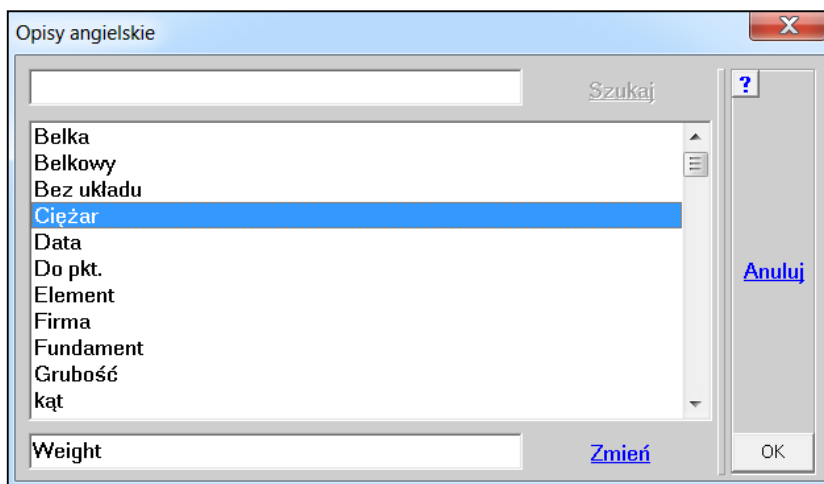 Opisy angielskie
X
Szukaj
?
Belka
Belkowy
Bez układu
Ciężar
Data
Do pkt.
Anuluj
Element
Firma
Fundament
Grubość
kąt
Weight
Zmień
OK